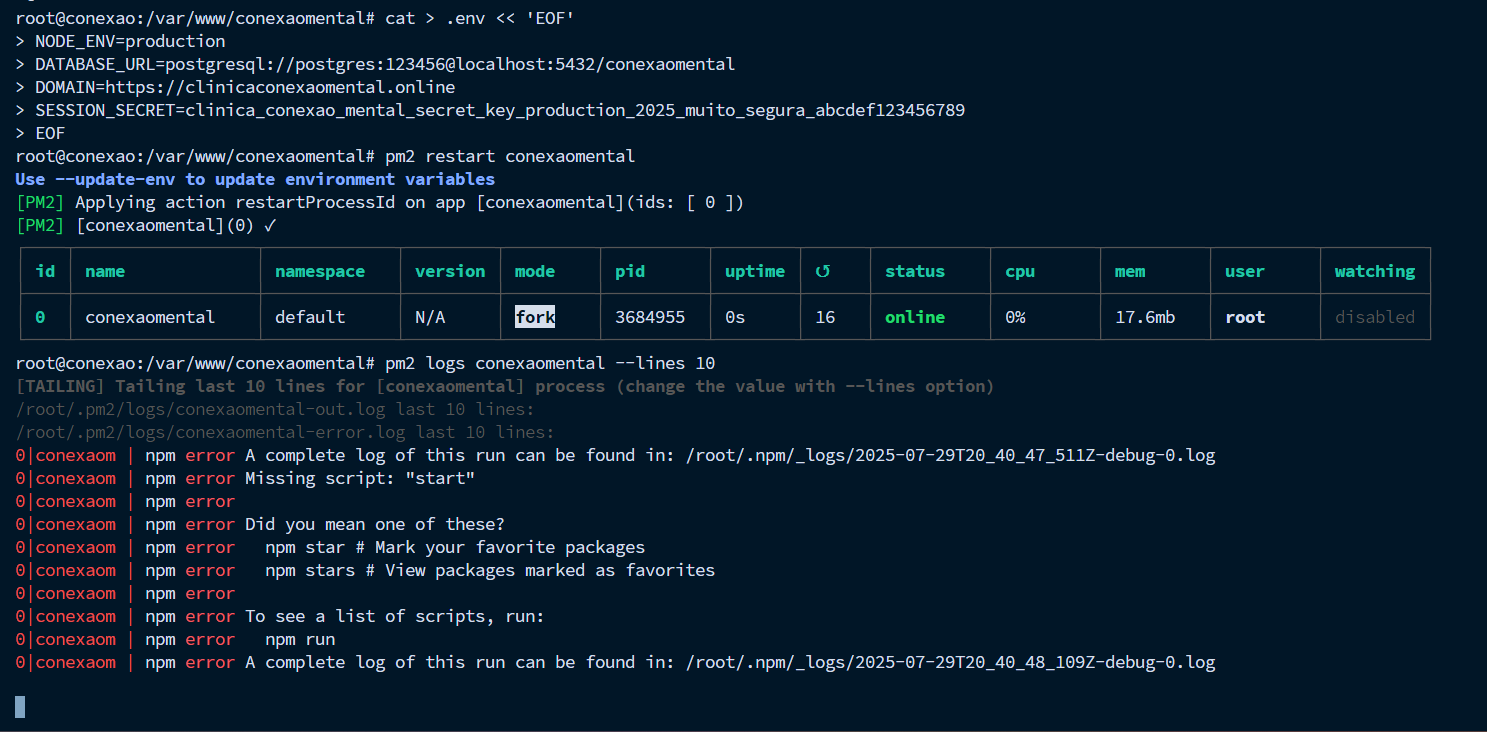 root@conexao:/var/www/conexaomental# cat > .env << 'EOF'
> NODE_ENV=production
> DATABASE_URL=postgresql://postgres:123456@localhost:5432/conexaomental
> DOMAIN=https://clinicaconexaomental.online
> SESSION_SECRET=clinica_conexao_mental_secret_key_production_2025_muito_segura_abcdef123456789
> EOF
root@conexao:/var/www/conexaomental# pm2 restart conexaomental
Use --update-env to update environment variables
[PM2] Applying action restartProcessId on app [conexaomental](ids: [ 0 ])
[PM2] [conexaomental](0) ✓
id name namespace version mode pid uptime ↺ status cpu mem user watching
0 conexaomental default N/A fork 3684955 0s 16 online 0% 17.6mb root disabled
root@conexao:/var/www/conexaomental# pm2 logs conexaomental --lines 10
[TAILING] Tailing last 10 lines for [conexaomental] process (change the value with --lines option)
/root/.pm2/logs/conexaomental-out.log last 10 lines:
/root/.pm2/logs/conexaomental-error.log last 10 lines:
0|conexaom | npm error A complete log of this run can be found in: /root/.npm/_logs/2025-07-29T20_40_47_511Z-debug-0.log
0|conexaom | npm error Missing script: "start"
0|conexaom | npm error
0|conexaom | npm error Did you mean one of these?
0|conexaom | npm error   npm star # Mark your favorite packages
0|conexaom | npm error   npm stars # View packages marked as favorites
0|conexaom | npm error
0|conexaom | npm error To see a list of scripts, run:
0|conexaom | npm error   npm run
0|conexaom | npm error A complete log of this run can be found in: /root/.npm/_logs/2025-07-29T20_40_48_109Z-debug-0.log